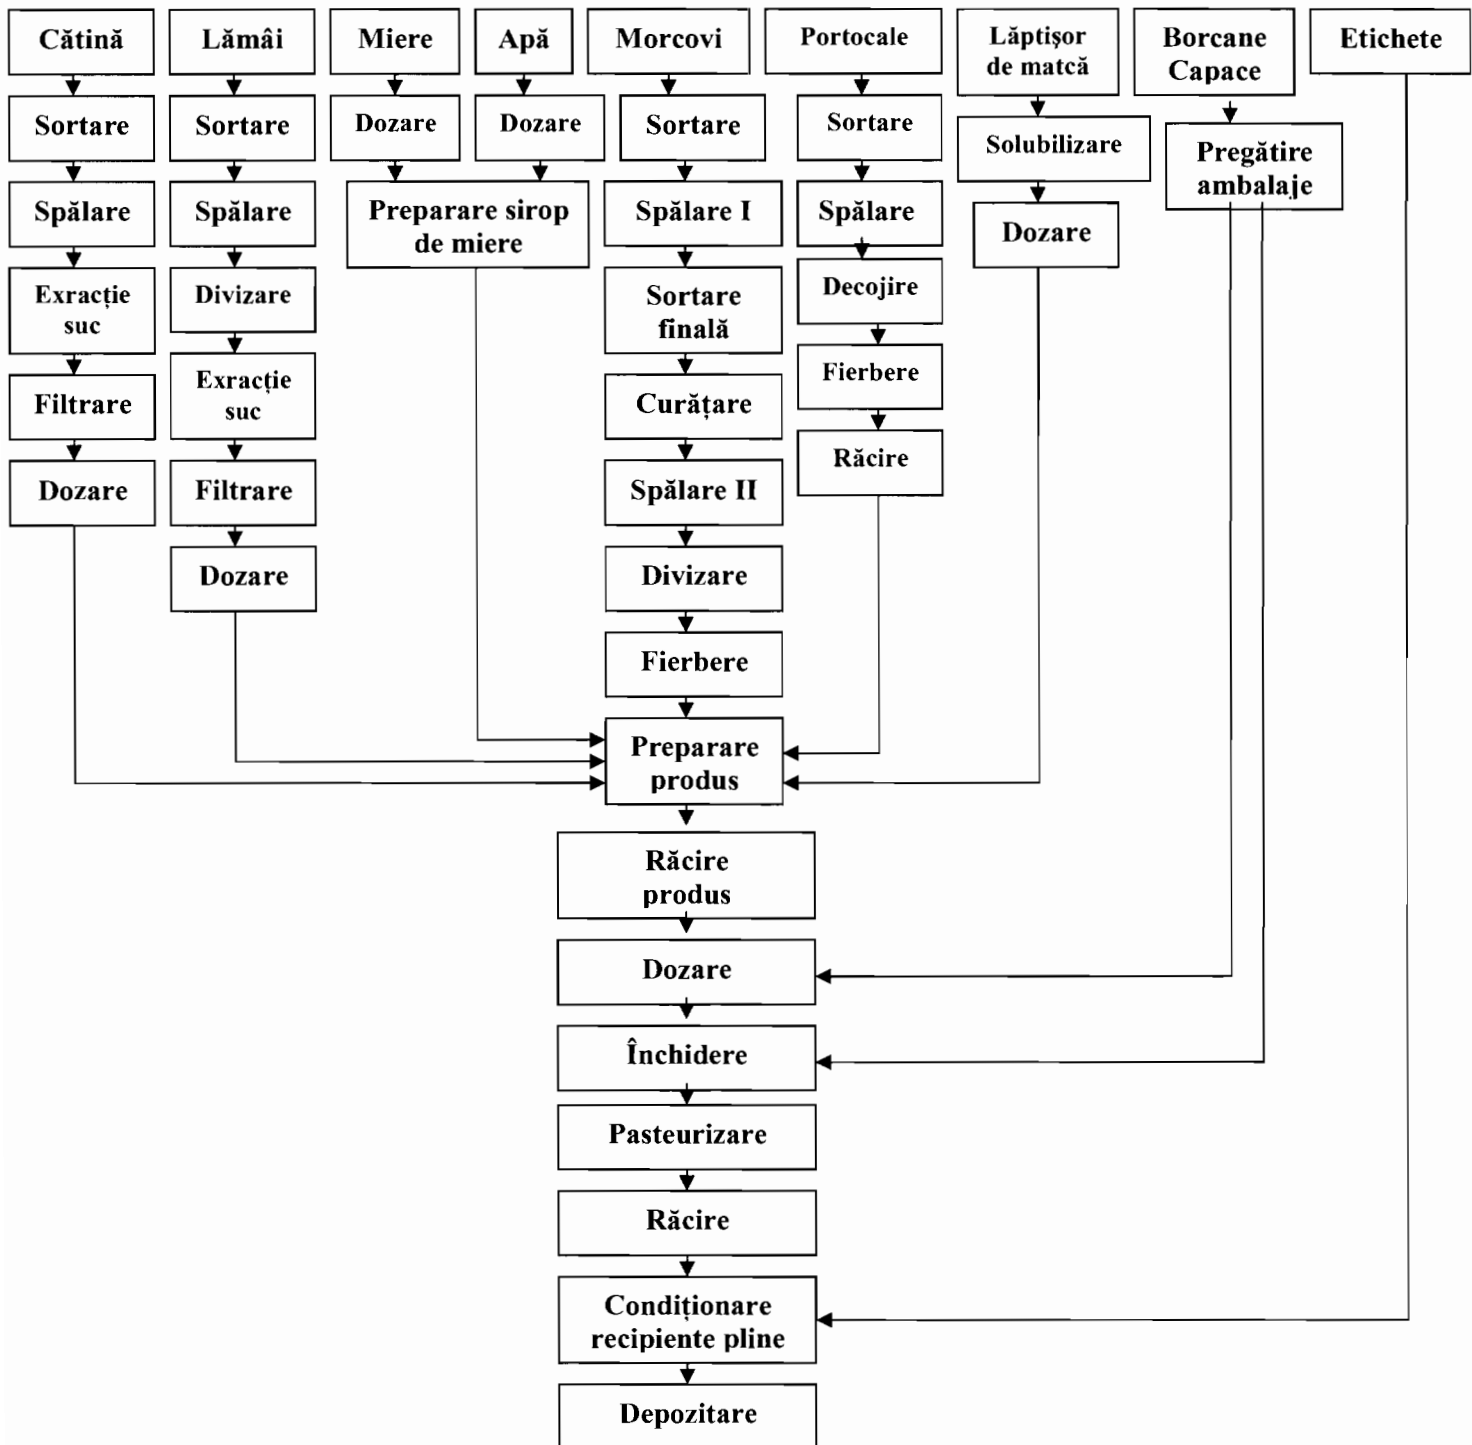 Cătină
Lămâi
Miere
Apă
Morcovi
Portocale
Lăptișor
de matcă
Borcane
Capace
Etichete
Sortare
Sortare
Dozare
Dozare
Sortare
Sortare
Solubilizare
Pregătire
ambalaje
Spălare
Spălare
Preparare sirop
de miere
Spălare I
Spălare
Dozare
Exracție
suc
Divizare
Sortare
finală
Decojire
Filtrare
Exracție
suc
Curățare
Fierbere
Dozare
Filtrare
Spălare II
Răcire
Dozare
Divizare
Fierbere
Preparare
produs
Răcire
produs
Dozare
Închidere
Pasteurizare
Răcire
Condiționare
recipiente pline
Depozitare